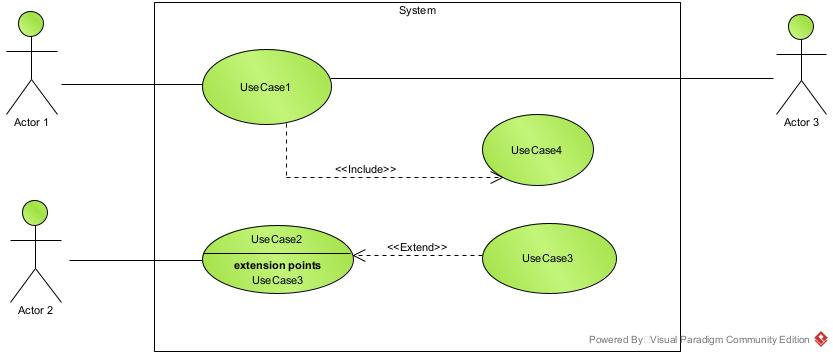 System
UseCase1
Actor 1
Actor 3
UseCase4
<<Include>>
UseCase2
<<Extend>>
extension points
UseCase3
UseCase3
Actor 2
Powered By Visual Paradigm Community Edition